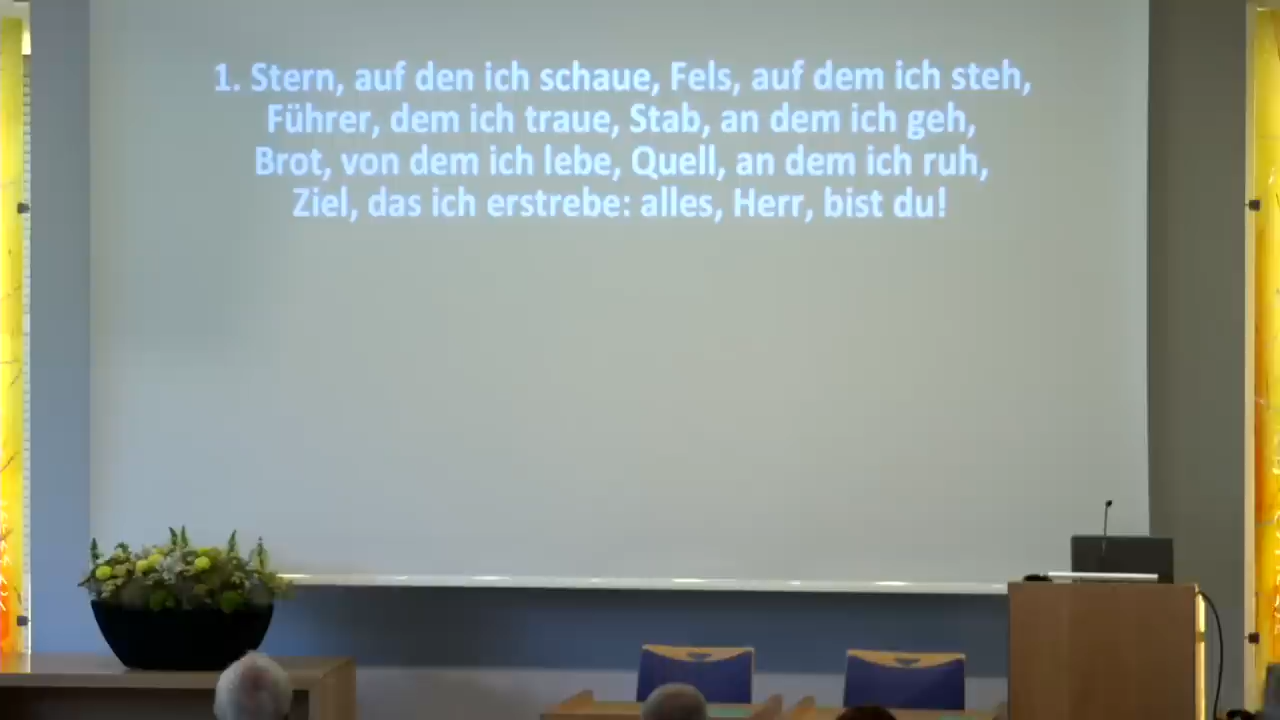 1. Stern, auf den ich schaue, Fels, auf dem ich steh,
Führer, dem ich traue, Stab, an dem ich geh,
Brot, von dem ich lebe, Quell, an dem ich ruh,
Ziel, das ich erstrebe: alles, Herr, bist du!